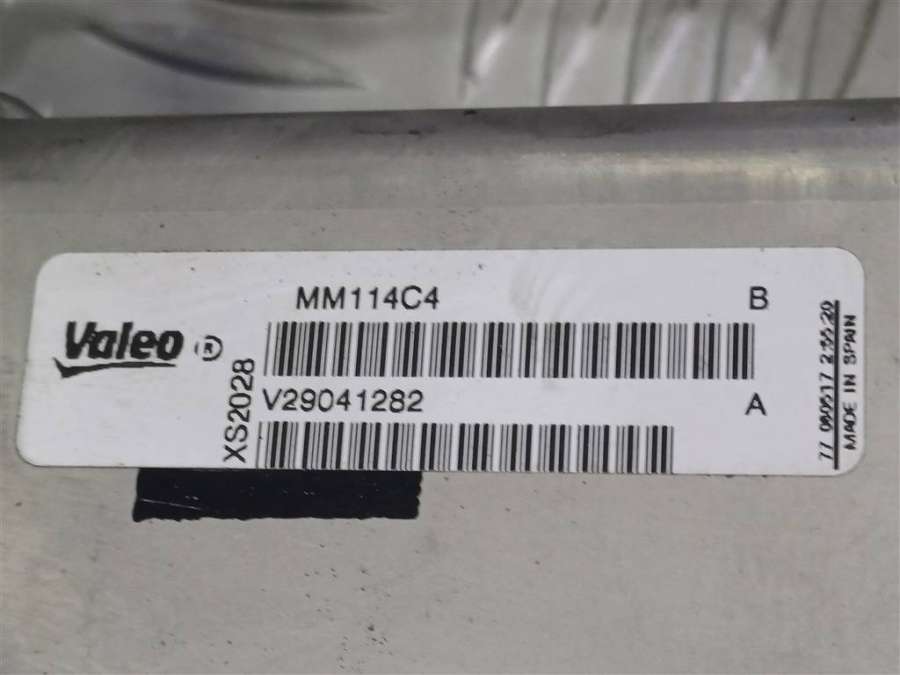 Valeo ®
MM114C4 B
XS2028
V29041282 A
MADE IN SPAIN